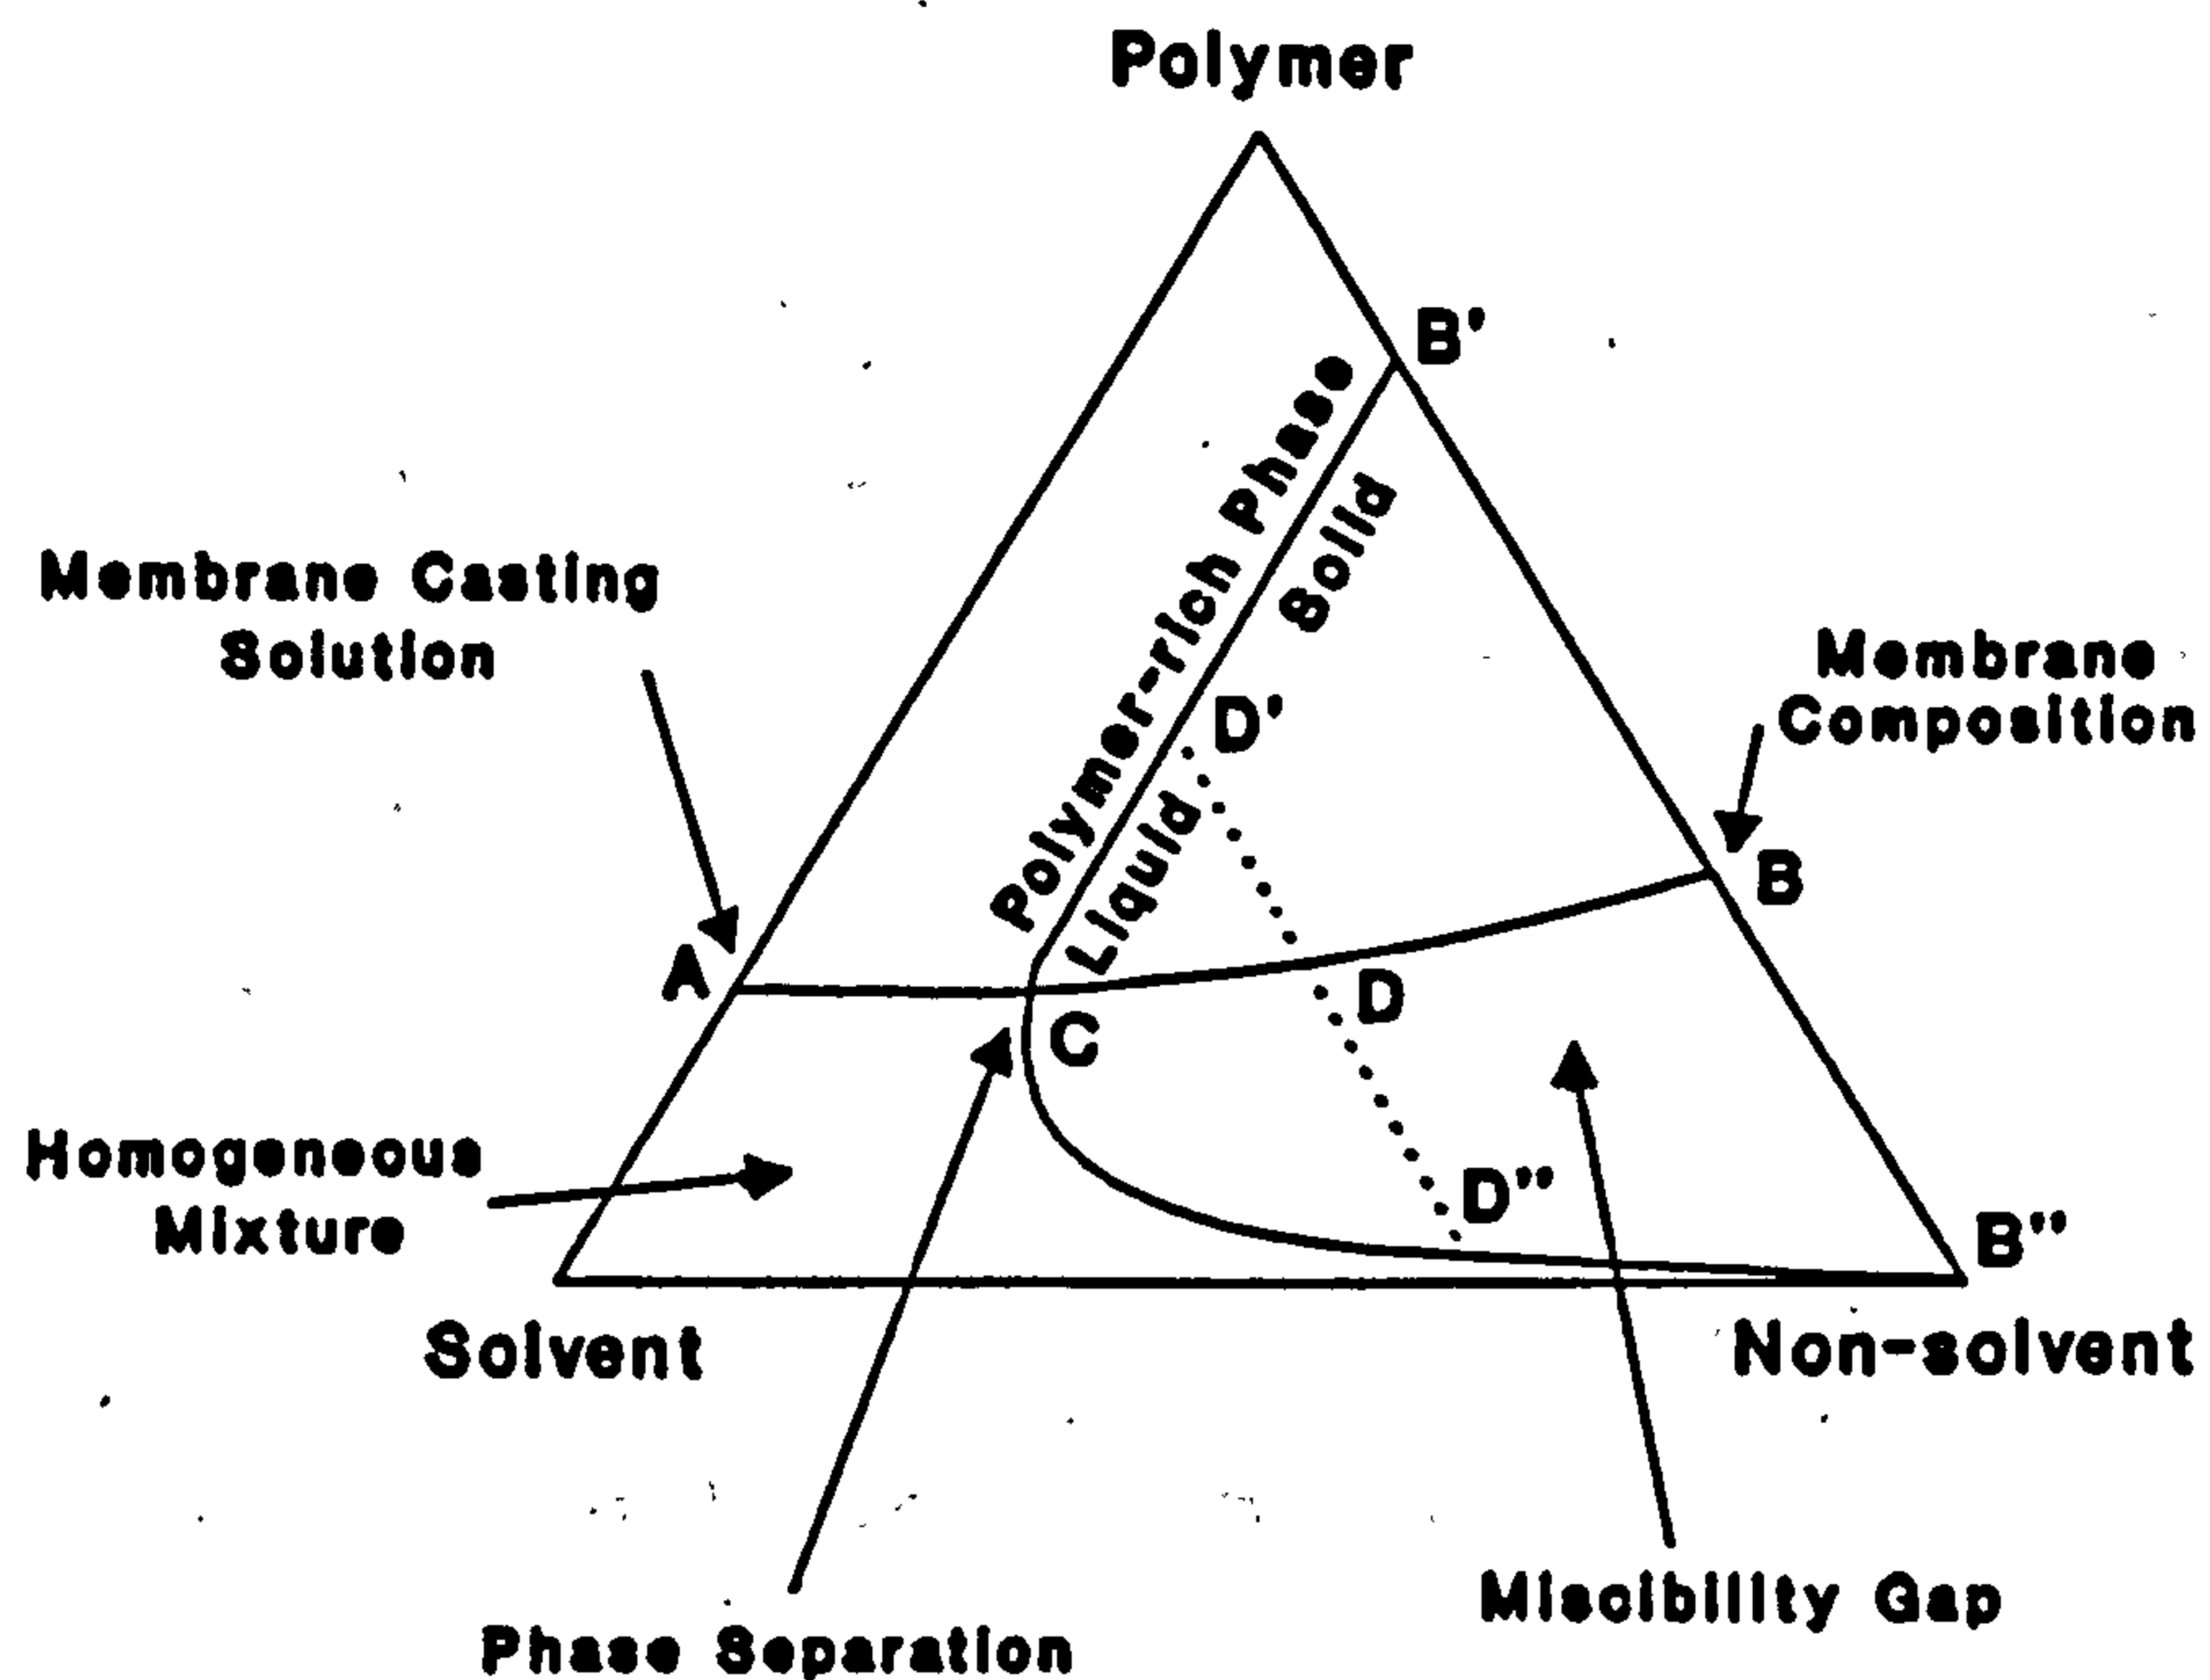 Polymer
B'
Polymer-rich Phase
Solid
Membrane Casting
Solution
Membrane
Composition
D'
Liquid
B
A
D
C
Homogeneous
Mixture
D"
B"
Solvent
Non-solvent
Miscibility Gap
Phase Separation